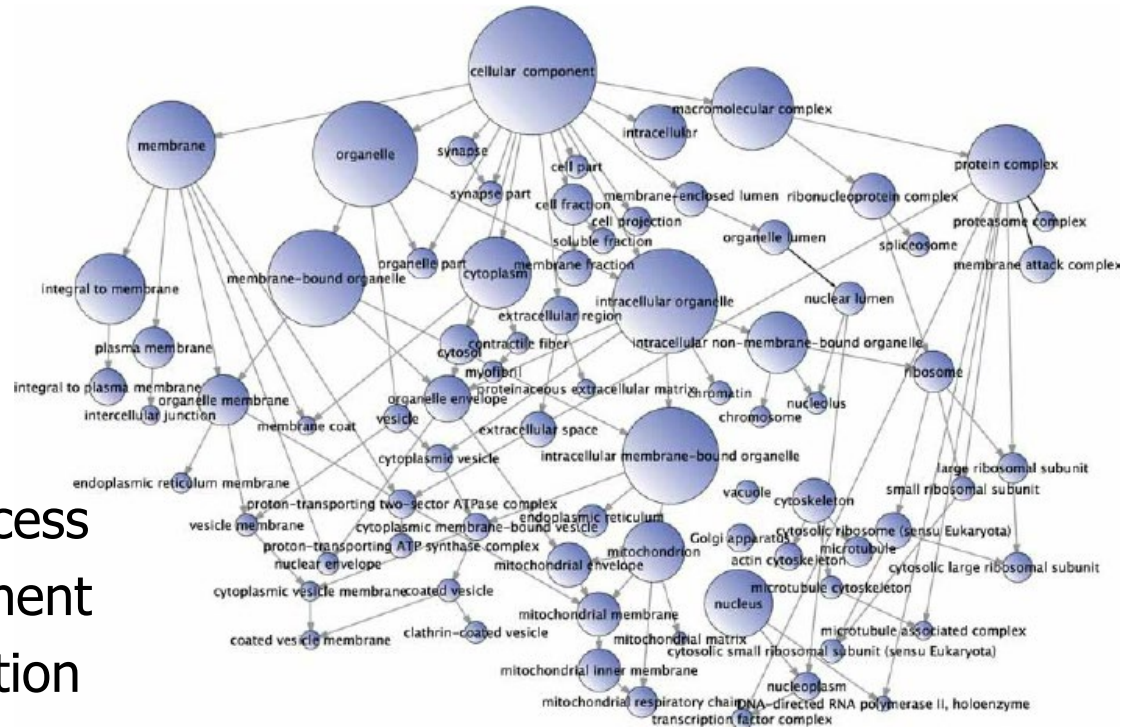 cellular component
macromolecular complex
intracellular
membrane
organelle
synapse
cell part
protein complex
synapse part
cell fraction
membrane-enclosed lumen
ribonucleoprotein complex
cell projection
proteasome complex
soluble fraction
organelle lumen
spliceosome
membrane-bound organelle
organelle part
cytoplasm
membrane fraction
membrane attack complex
integral to membrane
intracellular organelle
nuclear lumen
extracellular region
plasma membrane
cytosol
contractile fiber
intracellular non-membrane-bound organelle
myofibril
ribosome
integral to plasma membrane
organelle membrane
organelle envelope
proteinaceous extracellular matrix
chromatin
intercellular junction
membrane coat
vesicle
extracellular space
chromosome
nucleolus
cytoplasmic vesicle
intracellular membrane-bound organelle
large ribosomal subunit
endoplasmic reticulum membrane
small ribosomal subunit
vacuole
cytoskeleton
proton-transporting two-sector ATPase complex
endoplasmic reticulum
vesicle membrane
cytoplasmic membrane-bound vesicle
cytosolic ribosome (sensu Eukaryota)
Golgi apparatus
proton-transporting ATP synthase complex
mitochondrion
microtubule
nuclear envelope
mitochondrial envelope
actin cytoskeleton
cytosolic large ribosomal subunit
cytoplasmic vesicle membrane
coated vesicle
microtubule cytoskeleton
nucleus
mitochondrial membrane
coated vesicle membrane
clathrin-coated vesicle
mitochondrial matrix
microtubule associated complex
cytosolic small ribosomal subunit (sensu Eukaryota)
mitochondrial inner membrane
nucleoplasm
mitochondrial respiratory chain
DNA-directed RNA polymerase II, holoenzyme
transcription factor complex
cess
nent
tion